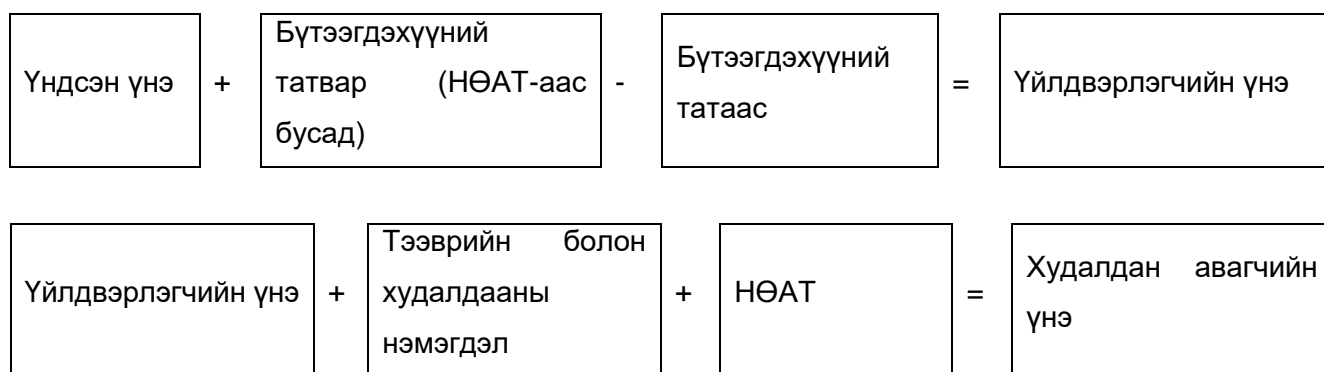 Үндсэн үнэ + Бүтээгдэхүүний татвар (НӨАТ-аас бусад) - Бүтээгдэхүүний татаас = Үйлдвэрлэгчийн үнэ
Үйлдвэрлэгчийн үнэ + Тээврийн болон худалдааны нэмэгдэл + НӨАТ = Худалдан авагчийн үнэ